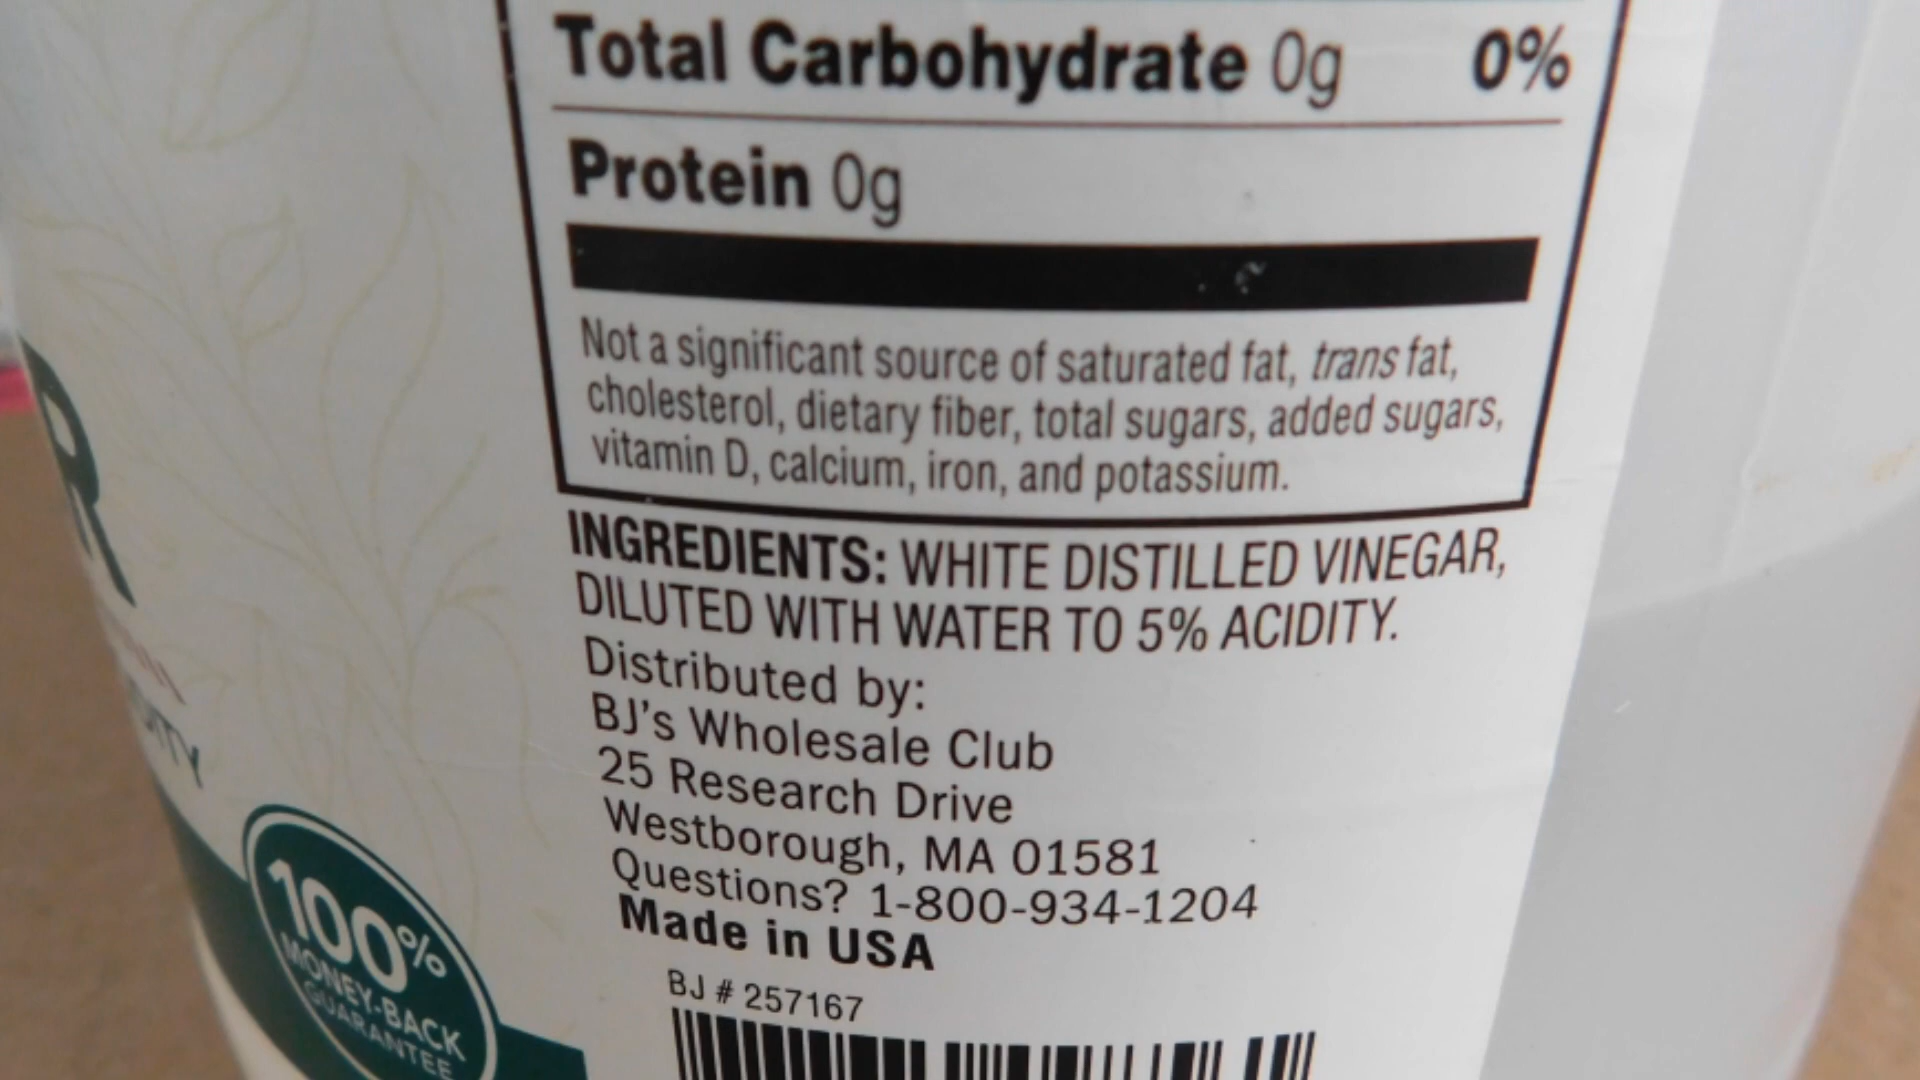 Total Carbohydrate 0g 0%
Protein 0g
Not a significant source of saturated fat, trans fat,
cholesterol, dietary fiber, total sugars, added sugars,
vitamin D, calcium, iron, and potassium.
INGREDIENTS: WHITE DISTILLED VINEGAR,
DILUTED WITH WATER TO 5% ACIDITY.
Distributed by:
BJ's Wholesale Club
25 Research Drive
Westborough, MA 01581
Questions? 1-800-934-1204
Made in USA
BJ # 257167
R
100%
MONEY-BACK
GUARANTEE